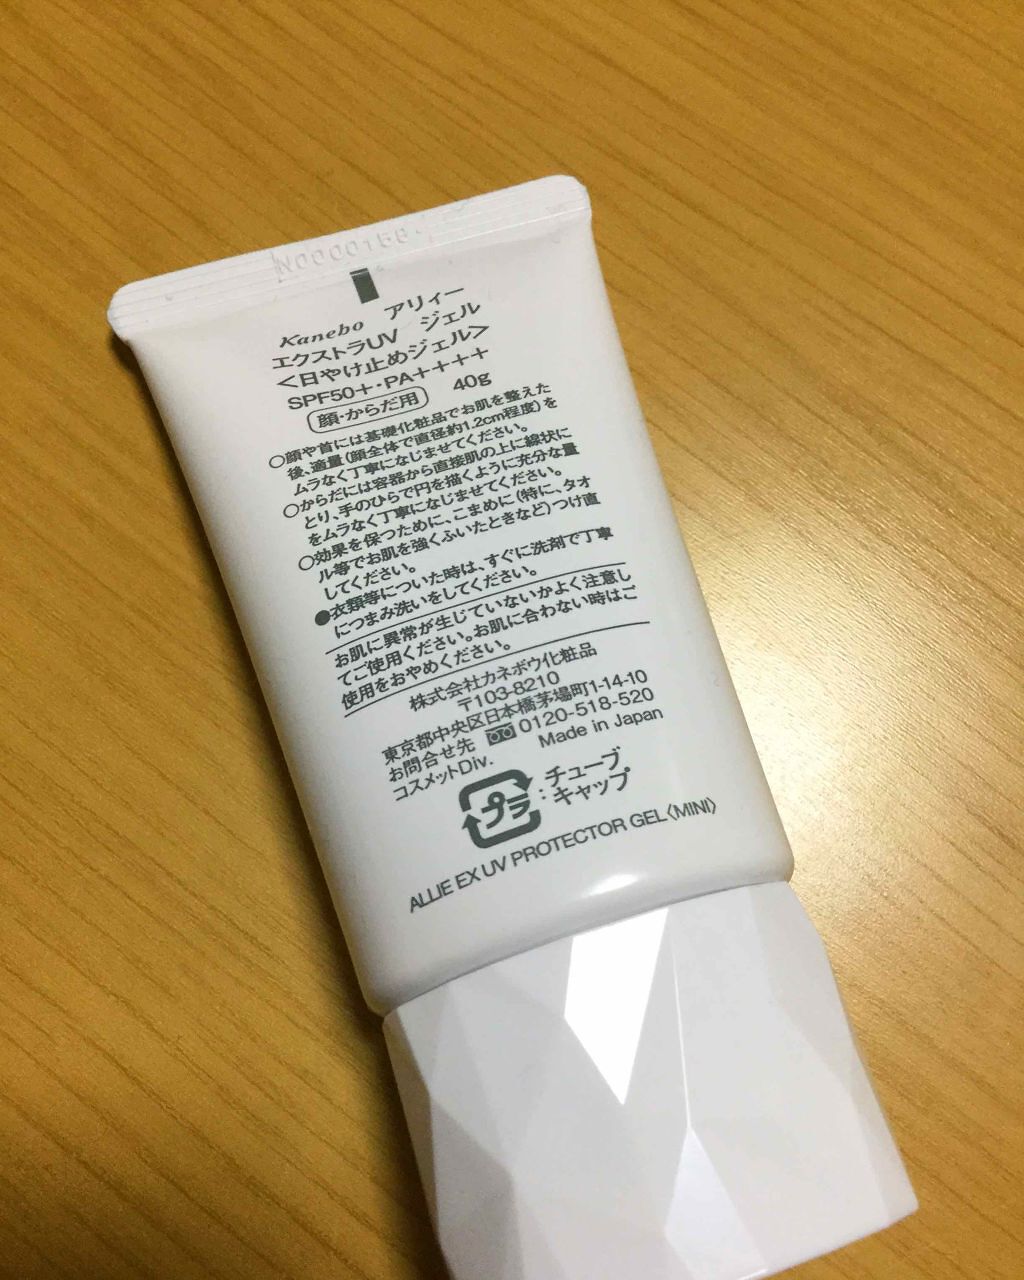 N0000158
Kanebo アリィー
エクストラUV ジェル
<日やけ止めジェル>
SPF50+・PA++++
顔・からだ用 40g
○顔や首には基礎化粧品でお肌を整えた
後、適量(顔全体で直径約1.2cm程度)を
ムラなく丁寧になじませてください。
○からだには容器から直接肌の上に線状に
とり、手のひらで円を描くように充分な量
をムラなく丁寧になじませてください。
○効果を保つために、こまめに(特に、タオ
ル等でお肌を強くふいたときなど)つけ直
してください。
●衣類等についた時は、すぐに洗剤で丁寧
につまみ洗いをしてください。
お肌に異常が生じていないかよく注意し
てご使用ください。お肌に合わない時はご
使用をおやめください。
株式会社カネボウ化粧品
〒103-8210
東京都中央区日本橋茅場町1-14-10
お問合せ先 0120-518-520
コスメットDiv. Made in Japan
プラ : チューブ
キャップ
ALLIE EX UV PROTECTOR GEL〈MINI〉